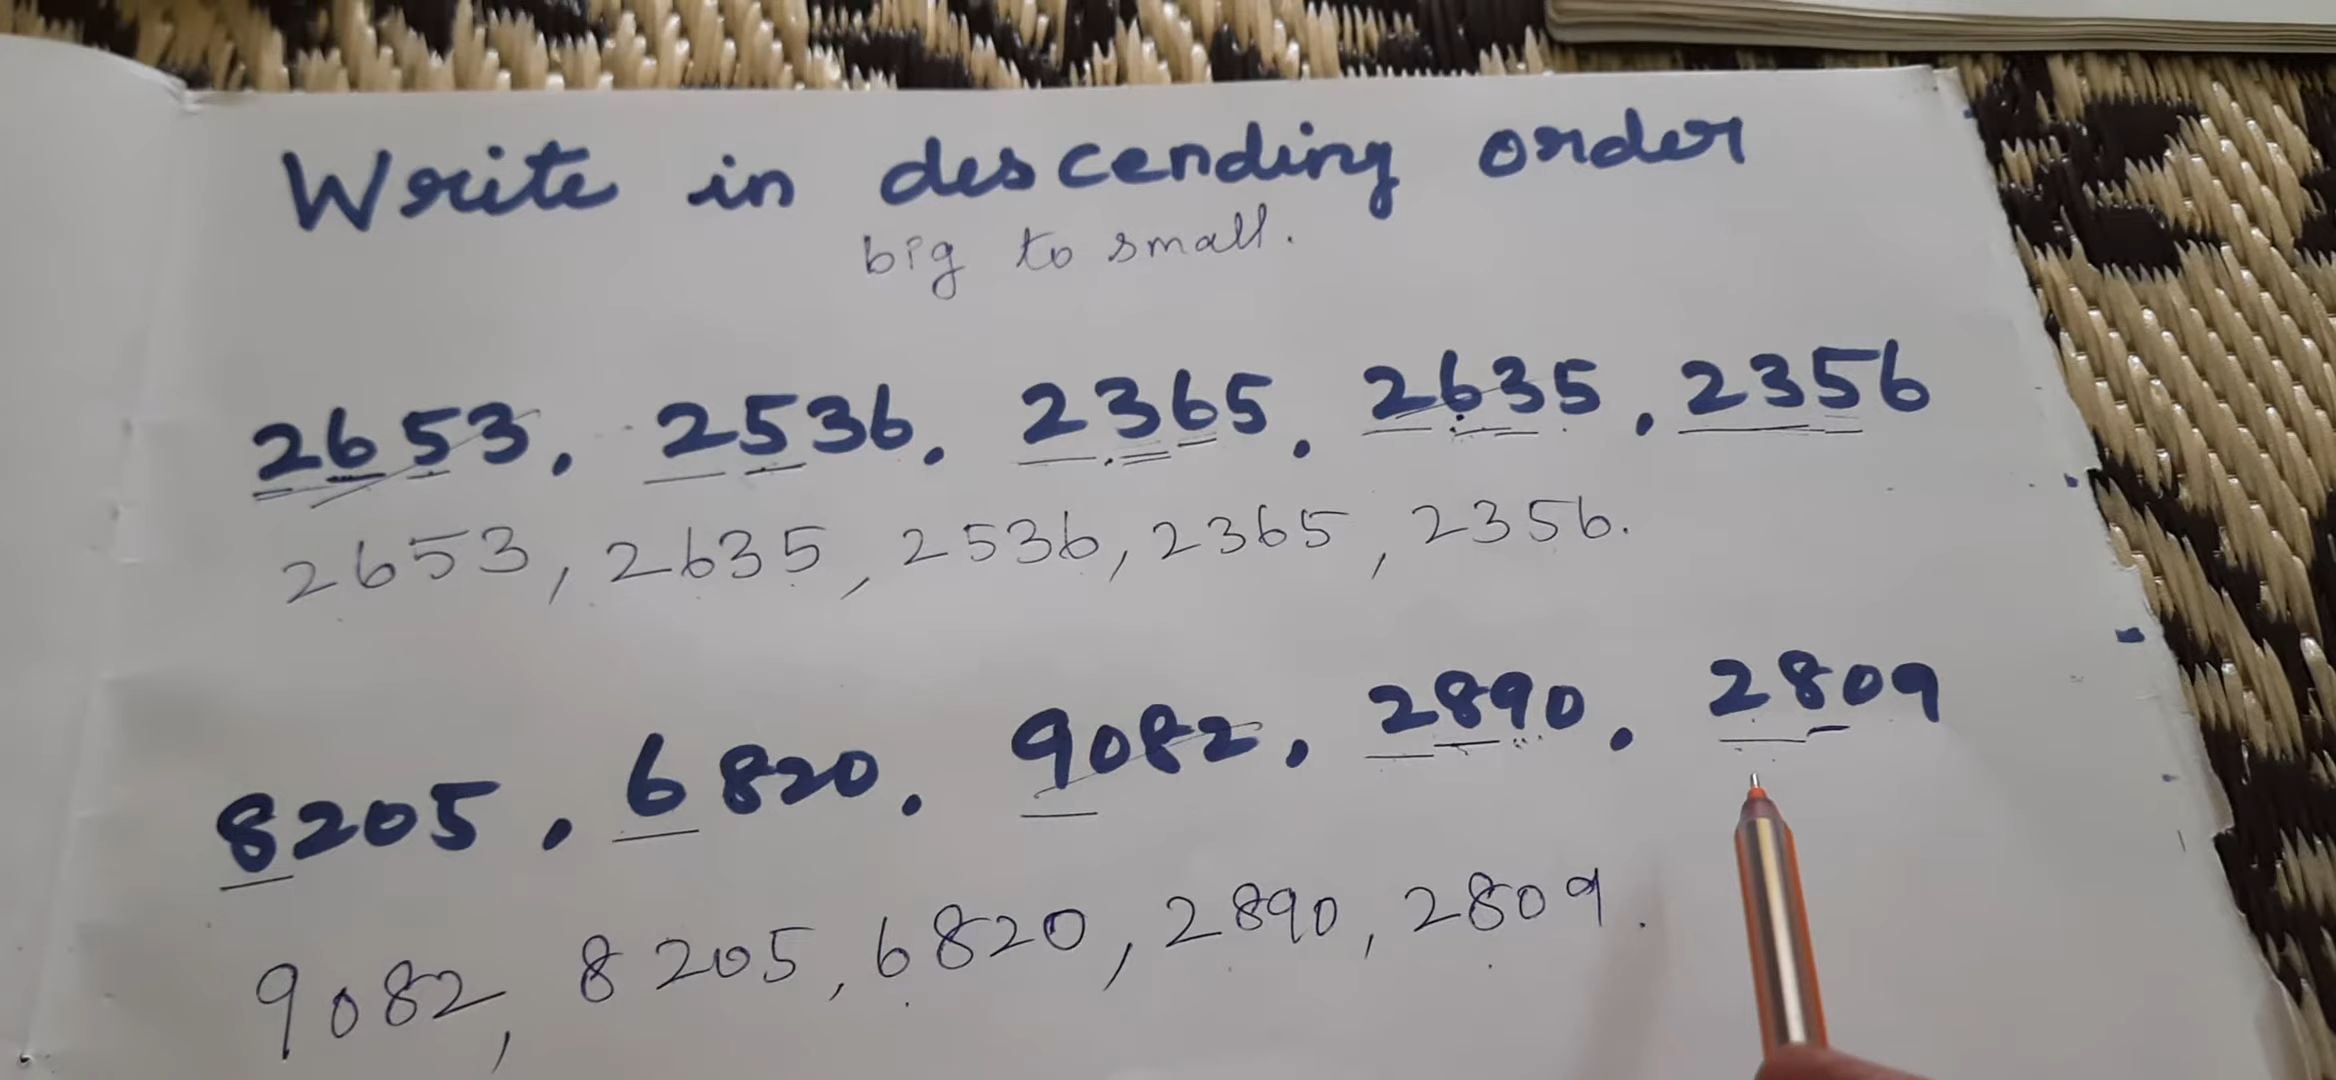 Write in descending order
big to small.
2653, 2536, 2365, 2635, 2356
2653, 2635, 2536, 2365, 2356.
8205, 6820, 9082, 2890, 2809
9082, 8205, 6820, 2890, 2809.